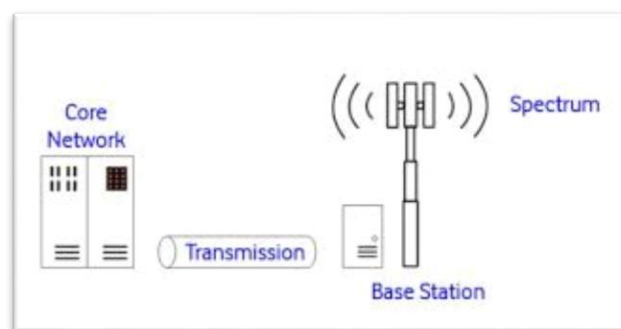 Core
Network
Spectrum
Transmission
Base Station